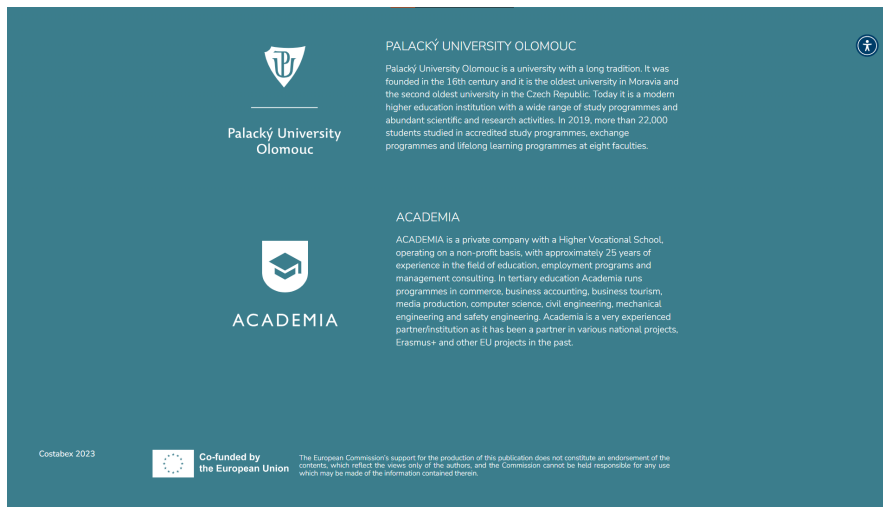 PALACKÝ UNIVERSITY OLOMOUC
Palacký University Olomouc is a university with a long tradition. It was
founded in the 16th century and it is the oldest university in Moravia and
the second oldest university in the Czech Republic. Today it is a modern
higher education institution with a wide range of study programmes and
abundant scientific and research activities. In 2019, more than 22,000
students studied in accredited study programmes, exchange
programmes and lifelong learning programmes at eight faculties.
Palacký University
Olomouc
ACADEMIA
ACADEMIA is a private company with a Higher Vocational School,
operating on a non-profit basis, with approximately 25 years of
experience in the field of education, employment programs and
management consulting. In tertiary education Academia runs
programmes in commerce, business accounting, business tourism,
media production, computer science, civil engineering, mechanical
engineering and safety engineering. Academia is a very experienced
partner/institution as it has been a partner in various national projects,
Erasmus+ and other EU projects in the past.
ACADEMIA
Costabex 2023
Co-funded by
the European Union
The European Commission's support for the production of this publication does not constitute an endorsement of the
contents, which reflect the views only of the authors, and the Commission cannot be held responsible for any use
which may be made of the information contained therein.